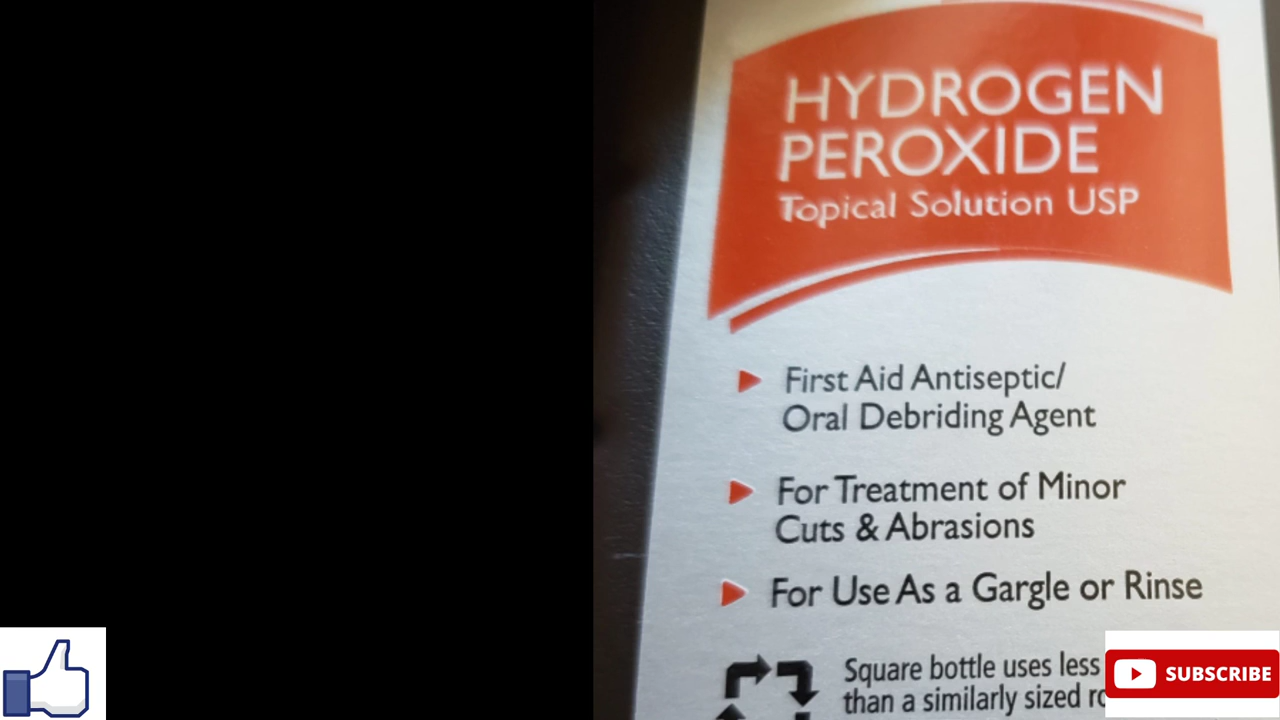 HYDROGEN
PEROXIDE
Topical Solution USP
First Aid Antiseptic/
Oral Debriding Agent
For Treatment of Minor
Cuts & Abrasions
For Use As a Gargle or Rinse
Square bottle uses less
than a similarly sized
SUBSCRIBE